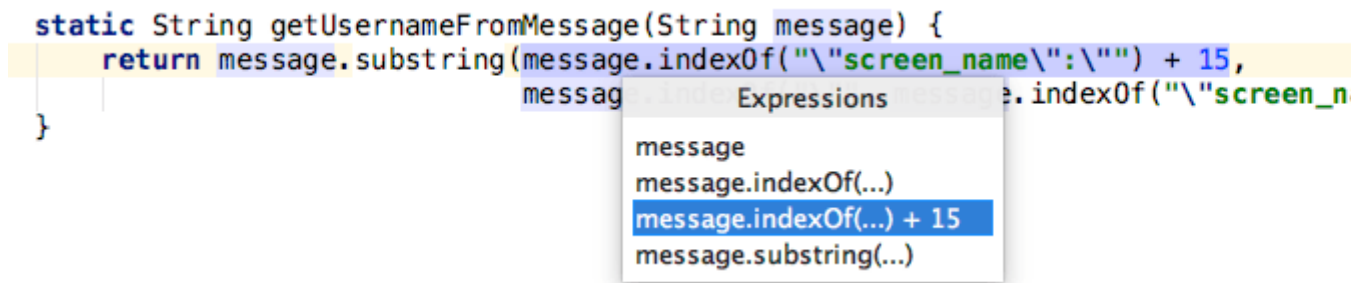 static String getUsernameFromMessage(String message) {
return message.substring(message.indexOf("\"screen_name\":\"") + 15,
messag Expressions .indexOf("\"screen_n
}
message
message.indexOf(...)
message.indexOf(...) + 15
message.substring(...)